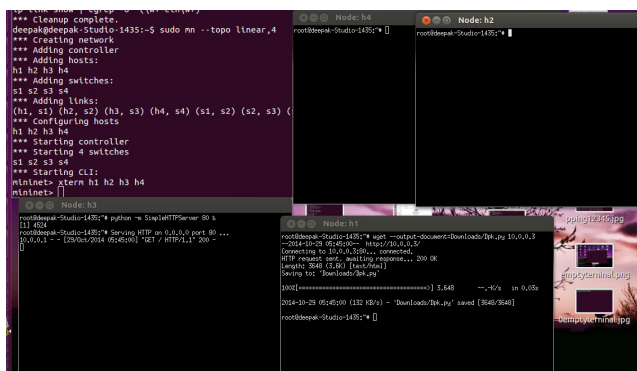 *** Cleanup complete.
deepak@deepak-Studio-1435:~$ sudo mn --topo linear,4
*** Creating network
*** Adding controller
*** Adding hosts:
h1 h2 h3 h4
*** Adding switches:
s1 s2 s3 s4
*** Adding links:
(h1, s1) (h2, s2) (h3, s3) (h4, s4) (s1, s2) (s2, s3) (
*** Configuring hosts
h1 h2 h3 h4
*** Starting controller
*** Starting 4 switches
s1 s2 s3 s4
*** Starting CLI:
mininet> xterm h1 h2 h3 h4
mininet>
Node: h4
root@deepak-Studio-1435:~#
Node: h2
root@deepak-Studio-1435:~#
Node: h3
root@deepak-Studio-1435:~# python -m SimpleHTTPServer 80 &
[1] 4524
root@deepak-Studio-1435:~# Serving HTTP on 0.0.0.0 port 80 ...
10.0.0.1 - - [29/Oct/2014 05:45:00] "GET / HTTP/1.1" 200 -
Node: h1
root@deepak-Studio-1435:~# wget --output-document=Downloads/Dpk.py 10.0.0.3
--2014-10-29 05:45:00-- http://10.0.0.3/
Connecting to 10.0.0.3:80... connected.
HTTP request sent, awaiting response... 200 OK
Length: 3648 (3.6K) [text/html]
Saving to: 'Downloads/Dpk.py'
100%[======================================>] 3,648 --.-K/s in 0.03s
2014-10-29 05:45:00 (132 KB/s) - 'Downloads/Dpk.py' saved [3648/3648]
root@deepak-Studio-1435:~#
pping12345.jpg
emptyterninal.png
0emptyterninal.jpg